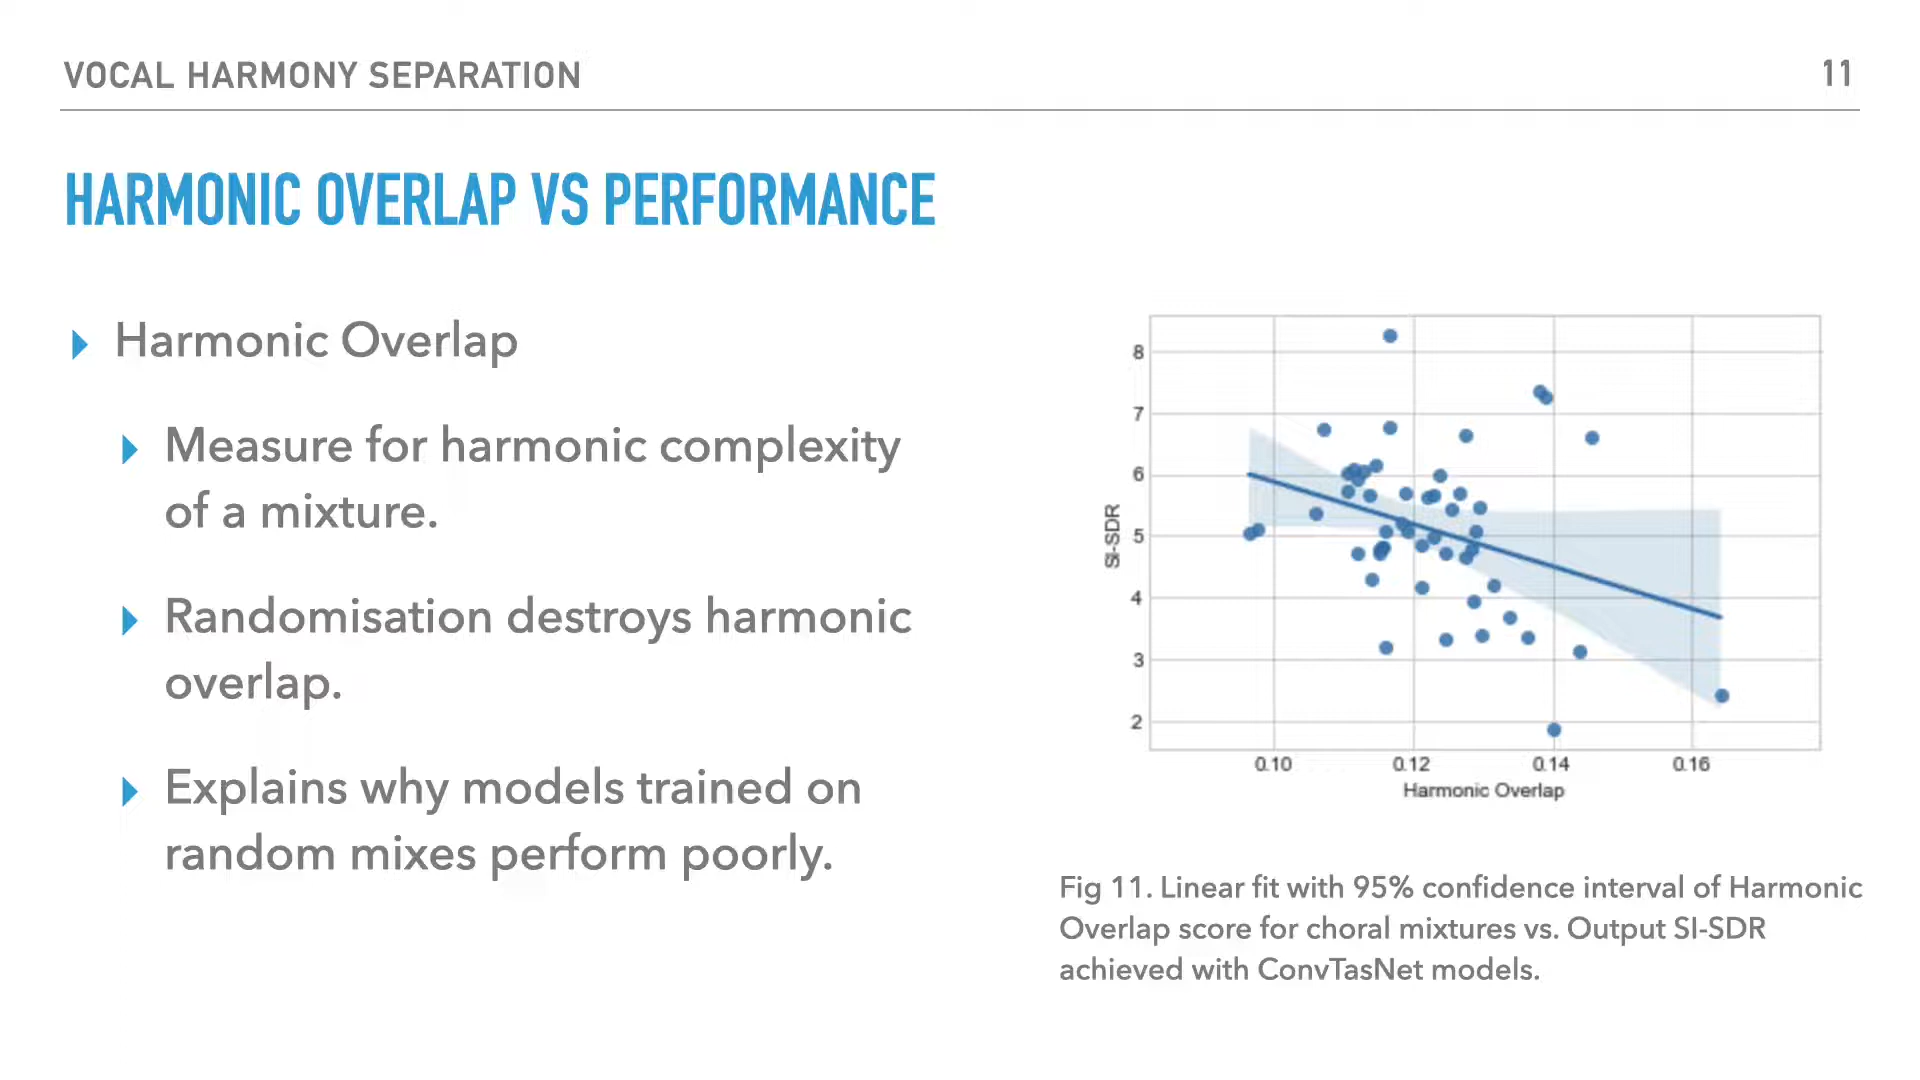 VOCAL HARMONY SEPARATION
11
HARMONIC OVERLAP VS PERFORMANCE
Harmonic Overlap
Measure for harmonic complexity
of a mixture.
Randomisation destroys harmonic
overlap.
Explains why models trained on
random mixes perform poorly.
8
7
6
5
4
3
2
SI-SDR
0.10 0.12 0.14 0.16
Harmonic Overlap
Fig 11. Linear fit with 95% confidence interval of Harmonic
Overlap score for choral mixtures vs. Output SI-SDR
achieved with ConvTasNet models.